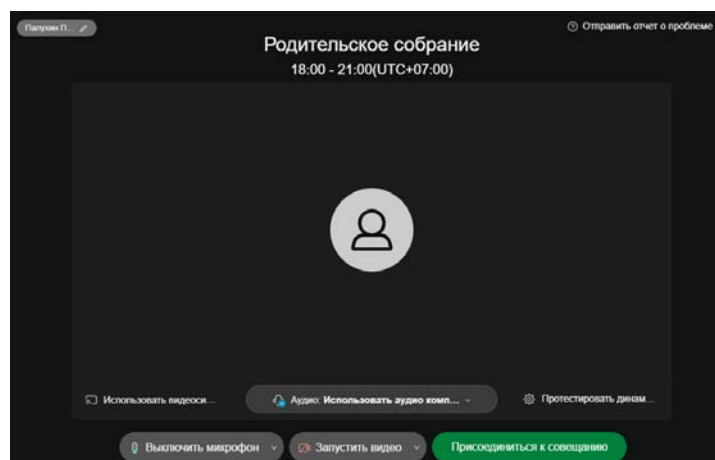 Папухин П...
Отправить отчет о проблеме
Родительское собрание
18:00 - 21:00(UTC+07:00)
Использовать видеоси...
Аудио: Использовать аудио комп...
Протестировать динам...
Выключить микрофон
Запустить видео
Присоединиться к совещанию